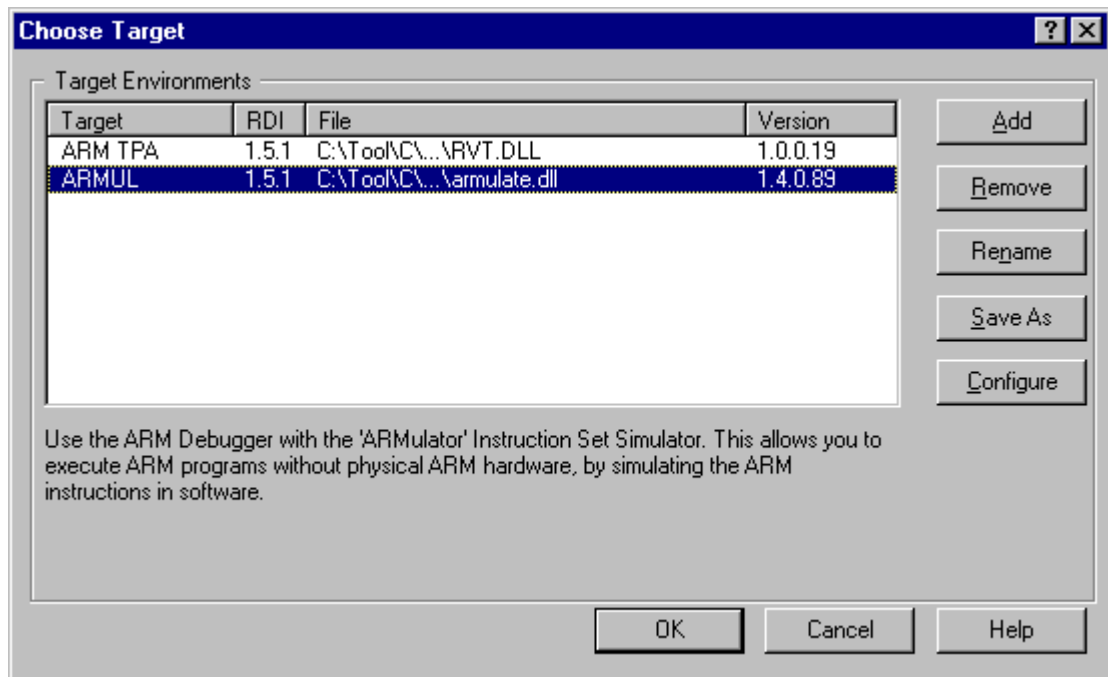 Choose Target
Target Environments
Target RDI File Version
ARM TPA 1.5.1 C:\Tool\C\...\RVT.DLL 1.0.0.19
ARMUL 1.5.1 C:\Tool\C\...\armulate.dll 1.4.0.89
Add
Remove
Rename
Save As
Configure
Use the ARM Debugger with the 'ARMulator' Instruction Set Simulator. This allows you to
execute ARM programs without physical ARM hardware, by simulating the ARM
instructions in software.
OK Cancel Help